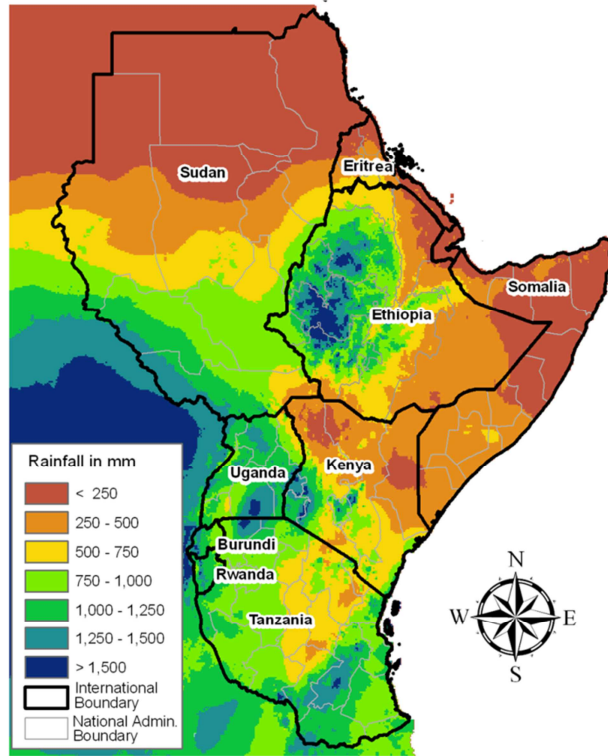 Sudan
Eritrea
Somalia
Ethiopia
Uganda
Kenya
Burundi
Rwanda
Tanzania
Rainfall in mm
< 250
250 - 500
500 - 750
750 - 1,000
1,000 - 1,250
1,250 - 1,500
> 1,500
International
Boundary
National Admin.
Boundary
N
W E
S